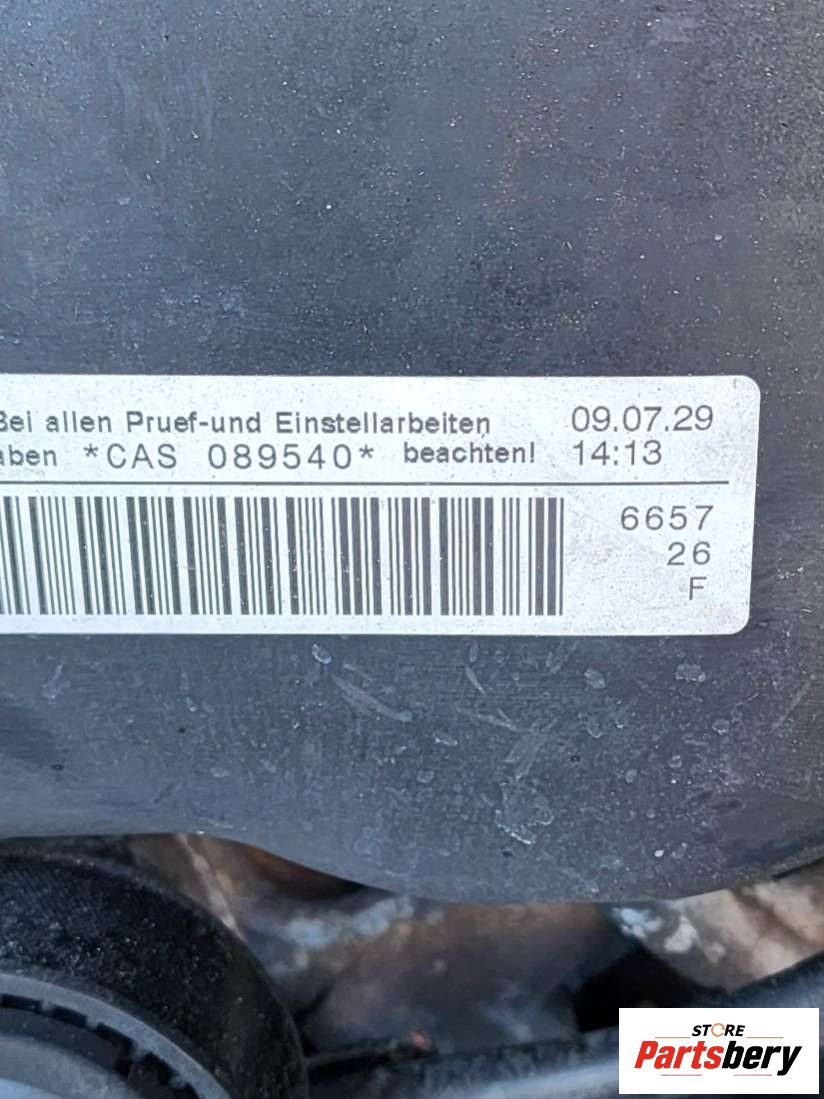 Bei allen Pruef-und Einstellarbeiten 09.07.29
aben *CAS 089540* beachten! 14:13
6657
26
F
STORE
Partsbery